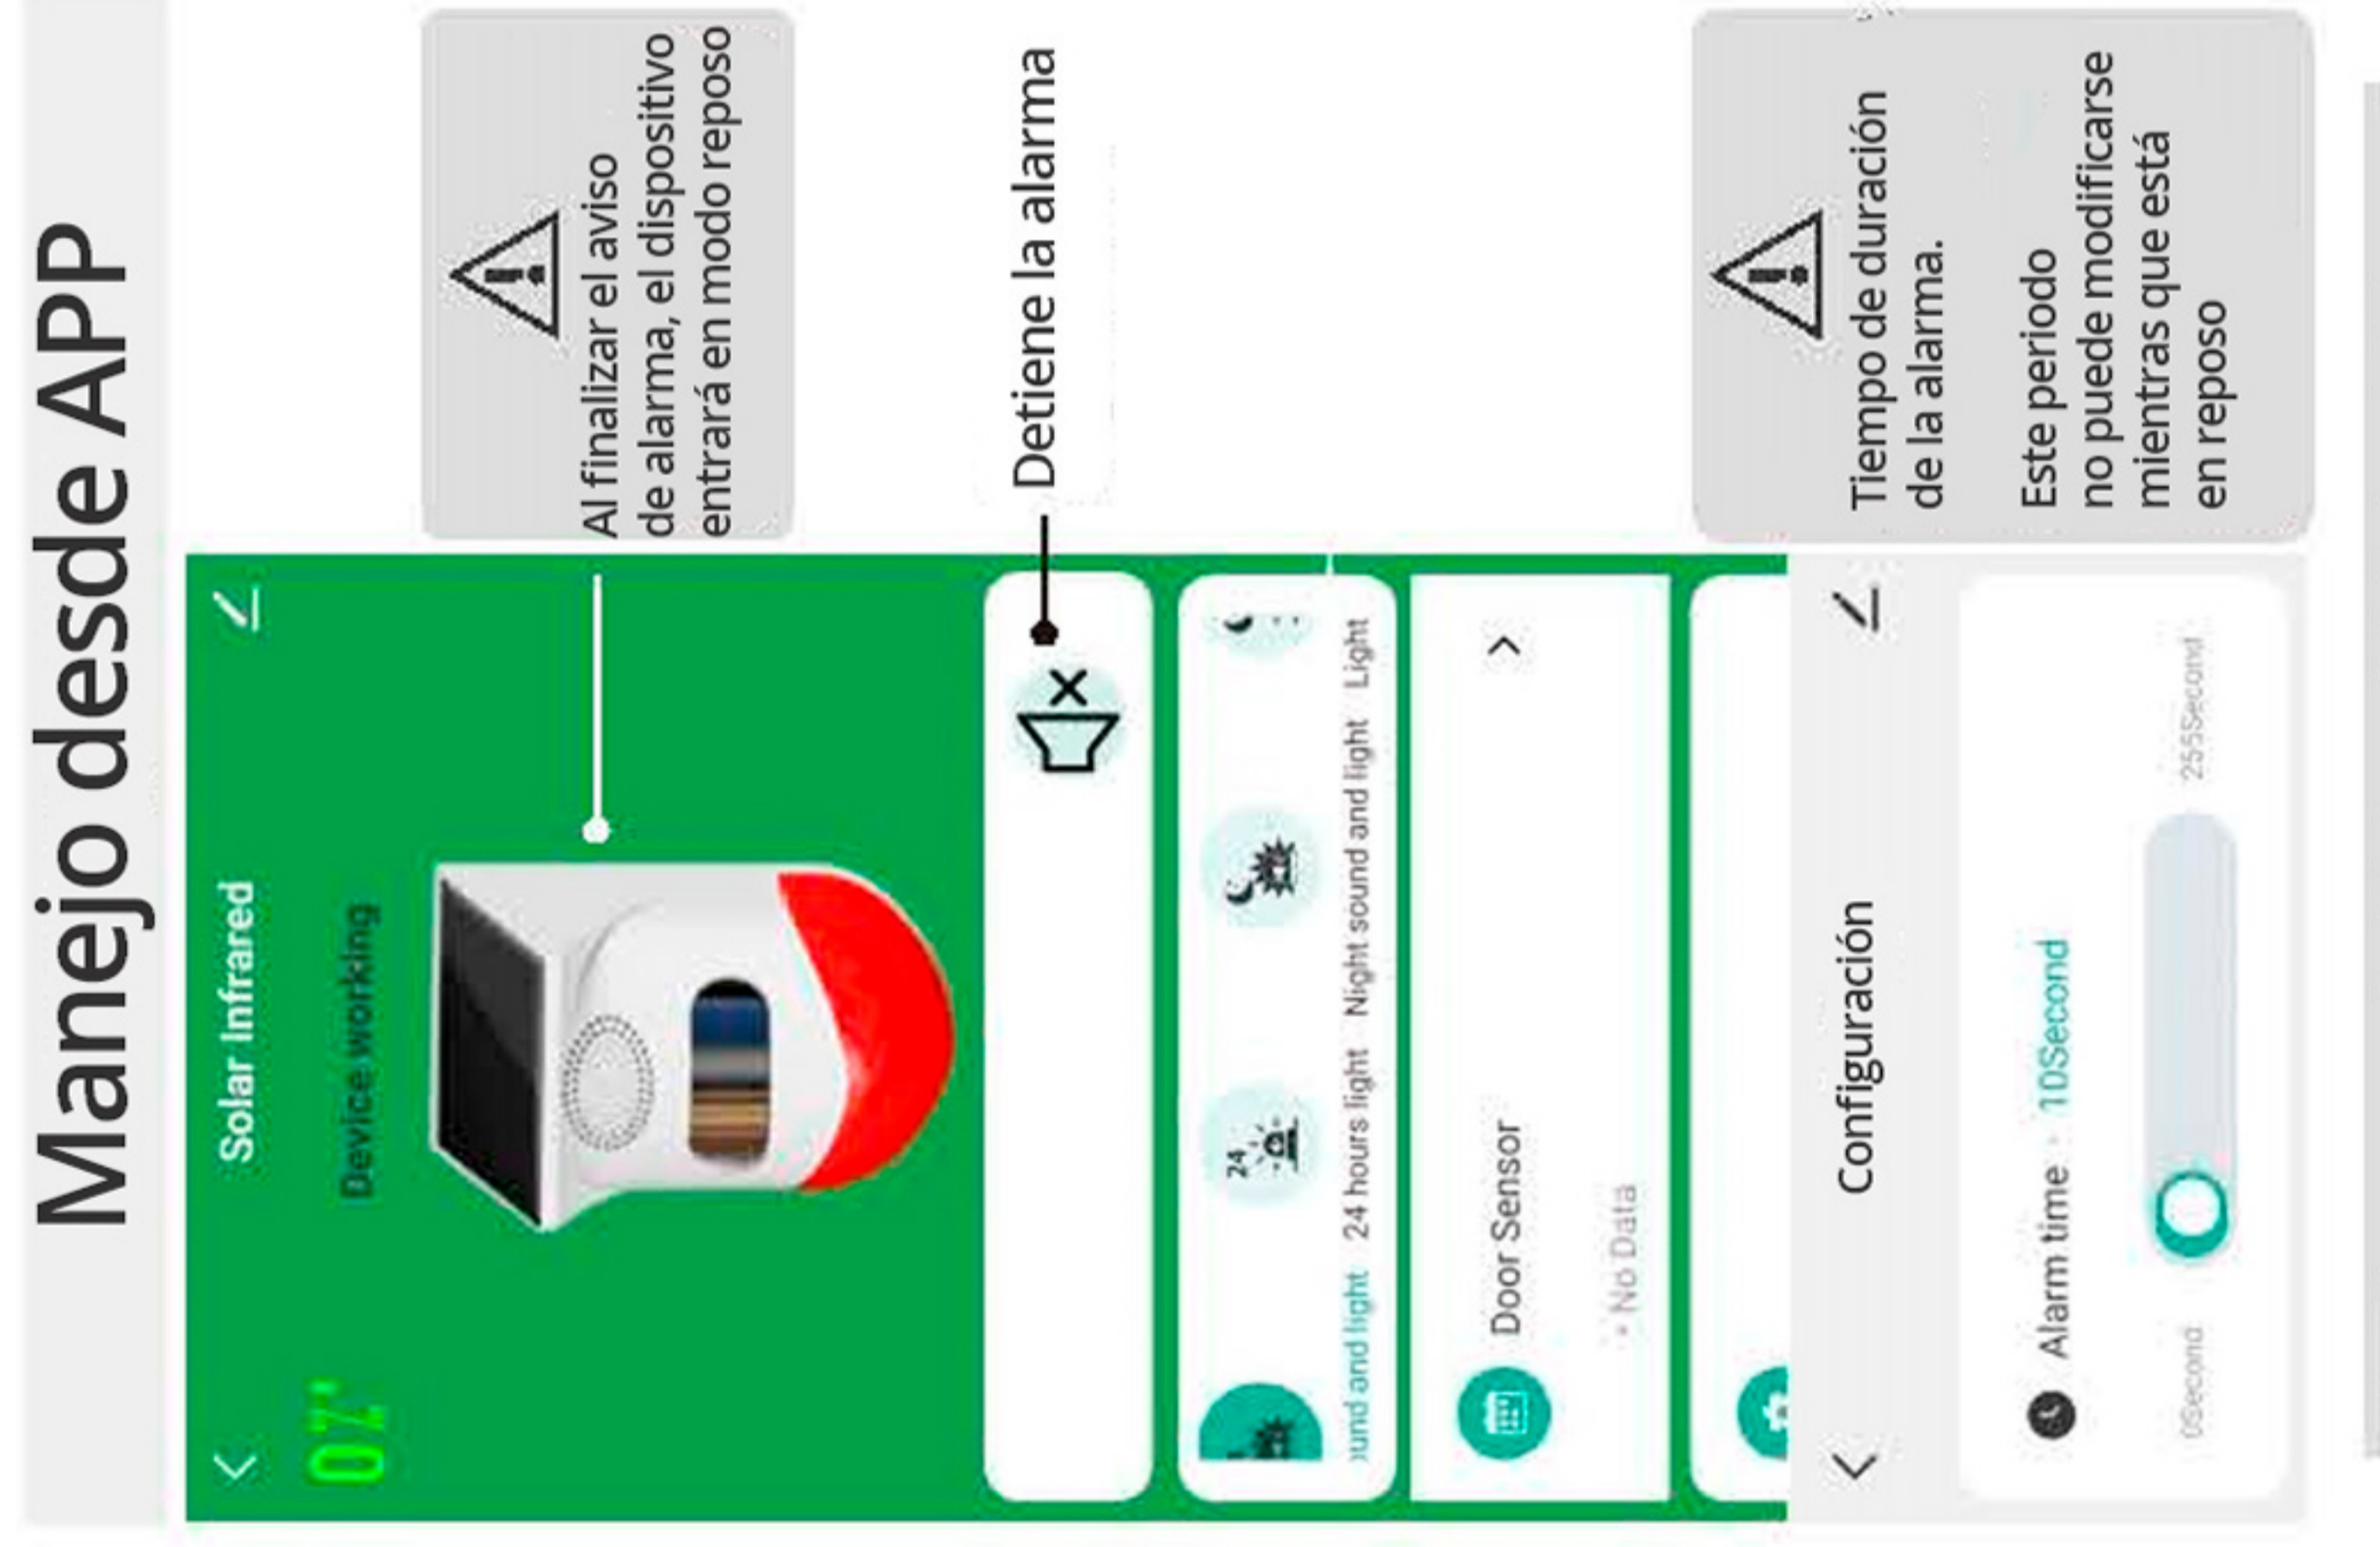 Manejo desde APP
Solar Infrared
Device working
Al finalizar el aviso
de alarma, el dispositivo
entrará en modo reposo
Detiene la alarma
24
ound and light 24 hours light Night sound and light Light
Door Sensor
• No Data
Configuración
Alarm time • 10Second
0Second 255Second
Tiempo de duración
de la alarma.
Este periodo
no puede modificarse
mientras que está
en reposo